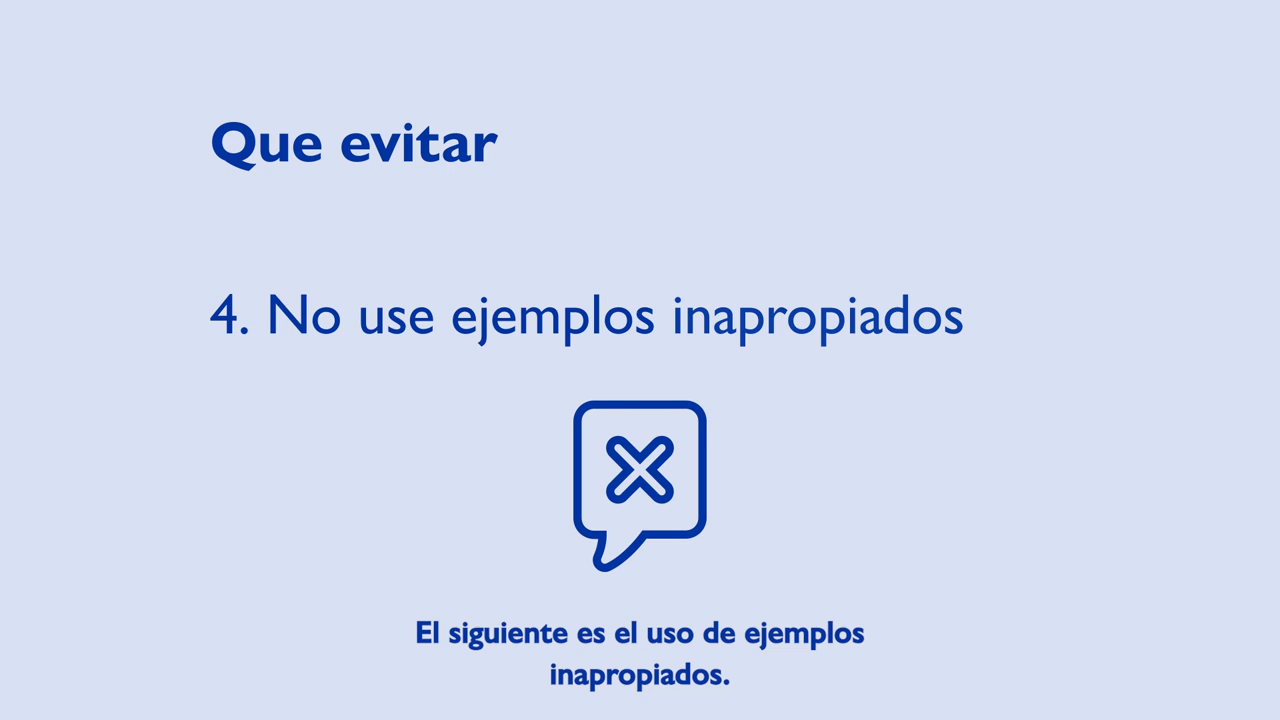 Que evitar
4. No use ejemplos inapropiados
El siguiente es el uso de ejemplos
inapropiados.